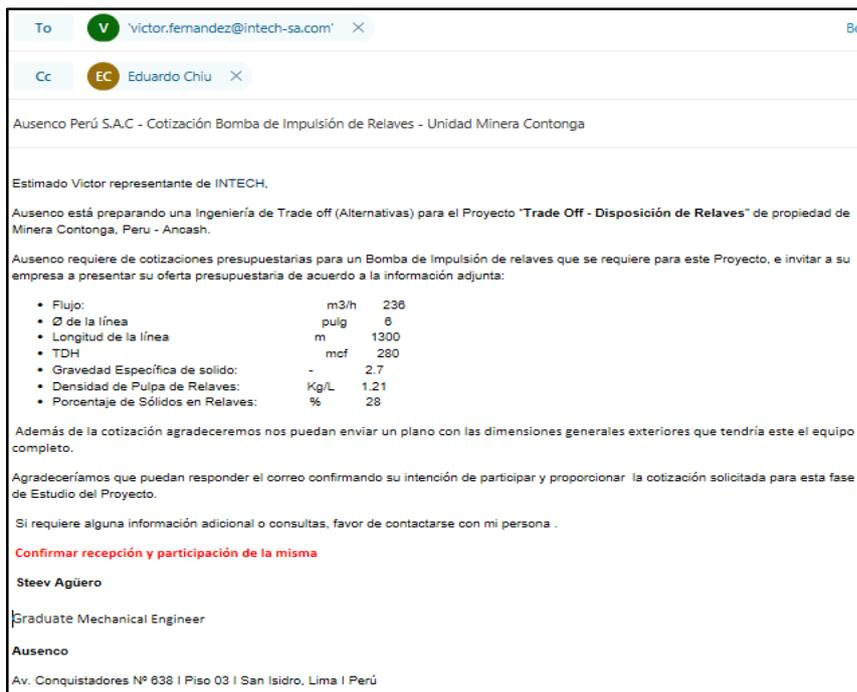 To V 'victor.fernandez@intech-sa.com' Be
Cc EC Eduardo Chiu
Ausenco Perú S.A.C - Cotización Bomba de Impulsión de Relaves - Unidad Minera Contonga
Estimado Victor representante de INTECH,
Ausenco está preparando una Ingeniería de Trade off (Alternativas) para el Proyecto "Trade Off - Disposición de Relaves" de propiedad de
Minera Contonga, Peru - Ancash.
Ausenco requiere de cotizaciones presupuestarias para un Bomba de Impulsión de relaves que se requiere para este Proyecto, e invitar a su
empresa a presentar su oferta presupuestaria de acuerdo a la información adjunta:
• Flujo: m3/h 236
• Ø de la línea pulg 6
• Longitud de la línea m 1300
• TDH mcf 280
• Gravedad Específica de solido: - 2.7
• Densidad de Pulpa de Relaves: Kg/L 1.21
• Porcentaje de Sólidos en Relaves: % 28
Además de la cotización agradeceremos nos puedan enviar un plano con las dimensiones generales exteriores que tendría este el equipo
completo.
Agradeceríamos que puedan responder el correo confirmando su intención de participar y proporcionar la cotización solicitada para esta fase
de Estudio del Proyecto.
Si requiere alguna información adicional o consultas, favor de contactarse con mi persona .
Confirmar recepción y participación de la misma
Steev Agüero
Graduate Mechanical Engineer
Ausenco
Av. Conquistadores Nº 638 I Piso 03 I San Isidro, Lima I Perú